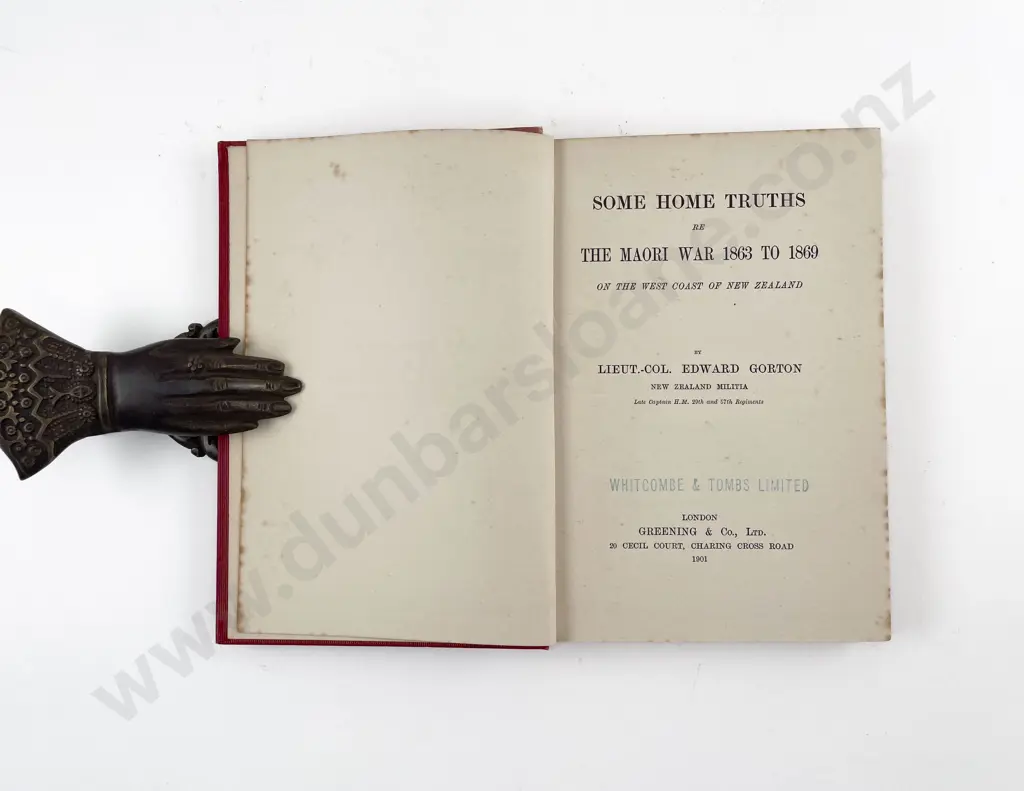 SOME HOME TRUTHS
RE
THE MAORI WAR 1863 TO 1869
ON THE WEST COAST OF NEW ZEALAND
BY
LIEUT.-COL. EDWARD GORTON
NEW ZEALAND MILITIA
Late Captain H.M. 29th and 57th Regiments
WHITCOMBE & TOMBS LIMITED
LONDON
GREENING & Co., LTD.
20 CECIL COURT, CHARING CROSS ROAD
1901
www.dunbarsloane.co.nz